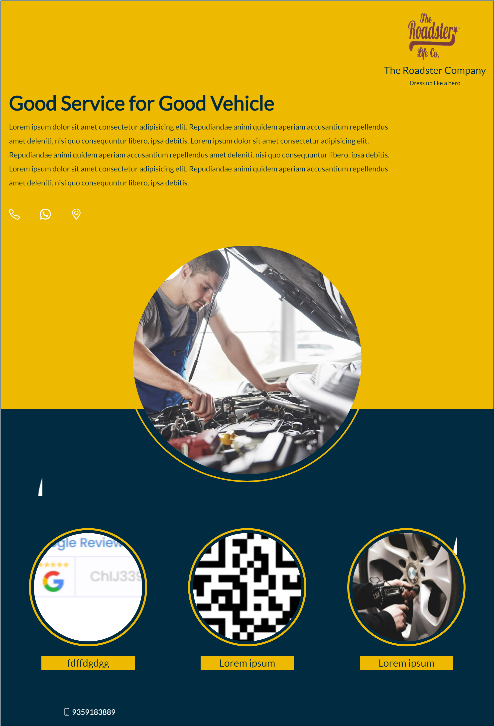 The
Roadster
Life Co.
The Roadster Company
Dress up like a hero
Good Service for Good Vehicle
Lorem ipsum dolor sit amet consectetur adipisicing elit. Repudiandae animi quidem aperiam accusantium repellendus
amet deleniti, nisi quo consequuntur libero, ipsa debitis. Lorem ipsum dolor sit amet consectetur adipisicing elit.
Repudiandae animi quidem aperiam accusantium repellendus amet deleniti, nisi quo consequuntur libero, ipsa debitis.
Lorem ipsum dolor sit amet consectetur adipisicing elit. Repudiandae animi quidem aperiam accusantium repellendus
amet deleniti, nisi quo consequuntur libero, ipsa debitis.
gle Review
G ChIJ339
fdffdgdgg Lorem ipsum Lorem ipsum
9359183889